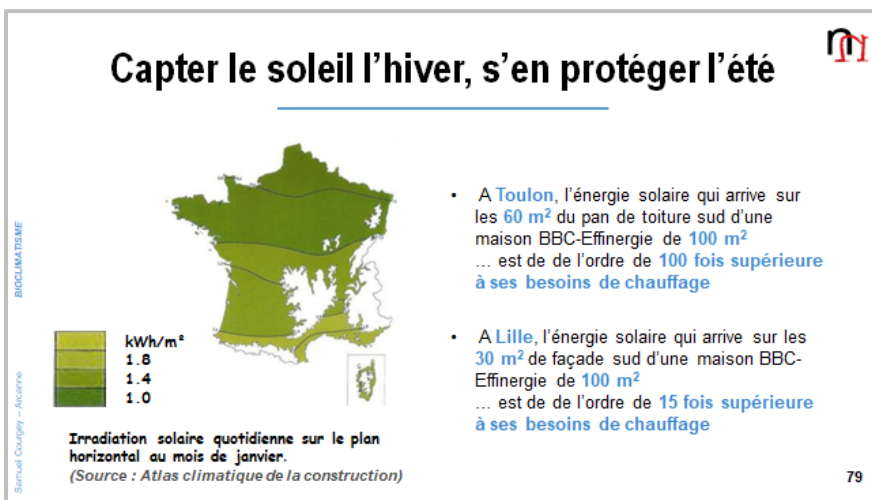 Capter le soleil l'hiver, s'en protéger l'été
• A Toulon, l'énergie solaire qui arrive sur
les 60 m² du pan de toiture sud d'une
maison BBC-Effinergie de 100 m²
... est de de l'ordre de 100 fois supérieure
à ses besoins de chauffage
• A Lille, l'énergie solaire qui arrive sur les
30 m² de façade sud d'une maison BBC-
Effinergie de 100 m²
... est de de l'ordre de 15 fois supérieure
à ses besoins de chauffage
kWh/m²
1.8
1.4
1.0
Irradiation solaire quotidienne sur le plan
horizontal au mois de janvier.
(Source : Atlas climatique de la construction)
BIOCLIMATISME
Samuel Courgey – Arcanne
79